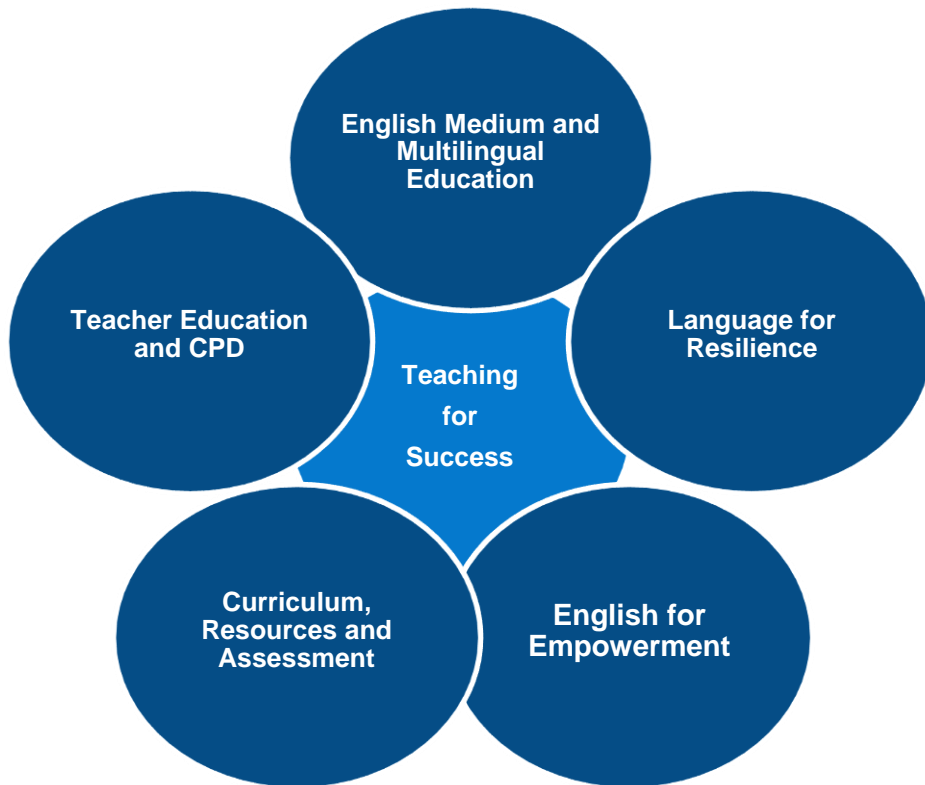 English Medium and
Multilingual
Education
Teacher Education
and CPD
Language for
Resilience
Teaching
for
Success
Curriculum,
Resources and
Assessment
English for
Empowerment